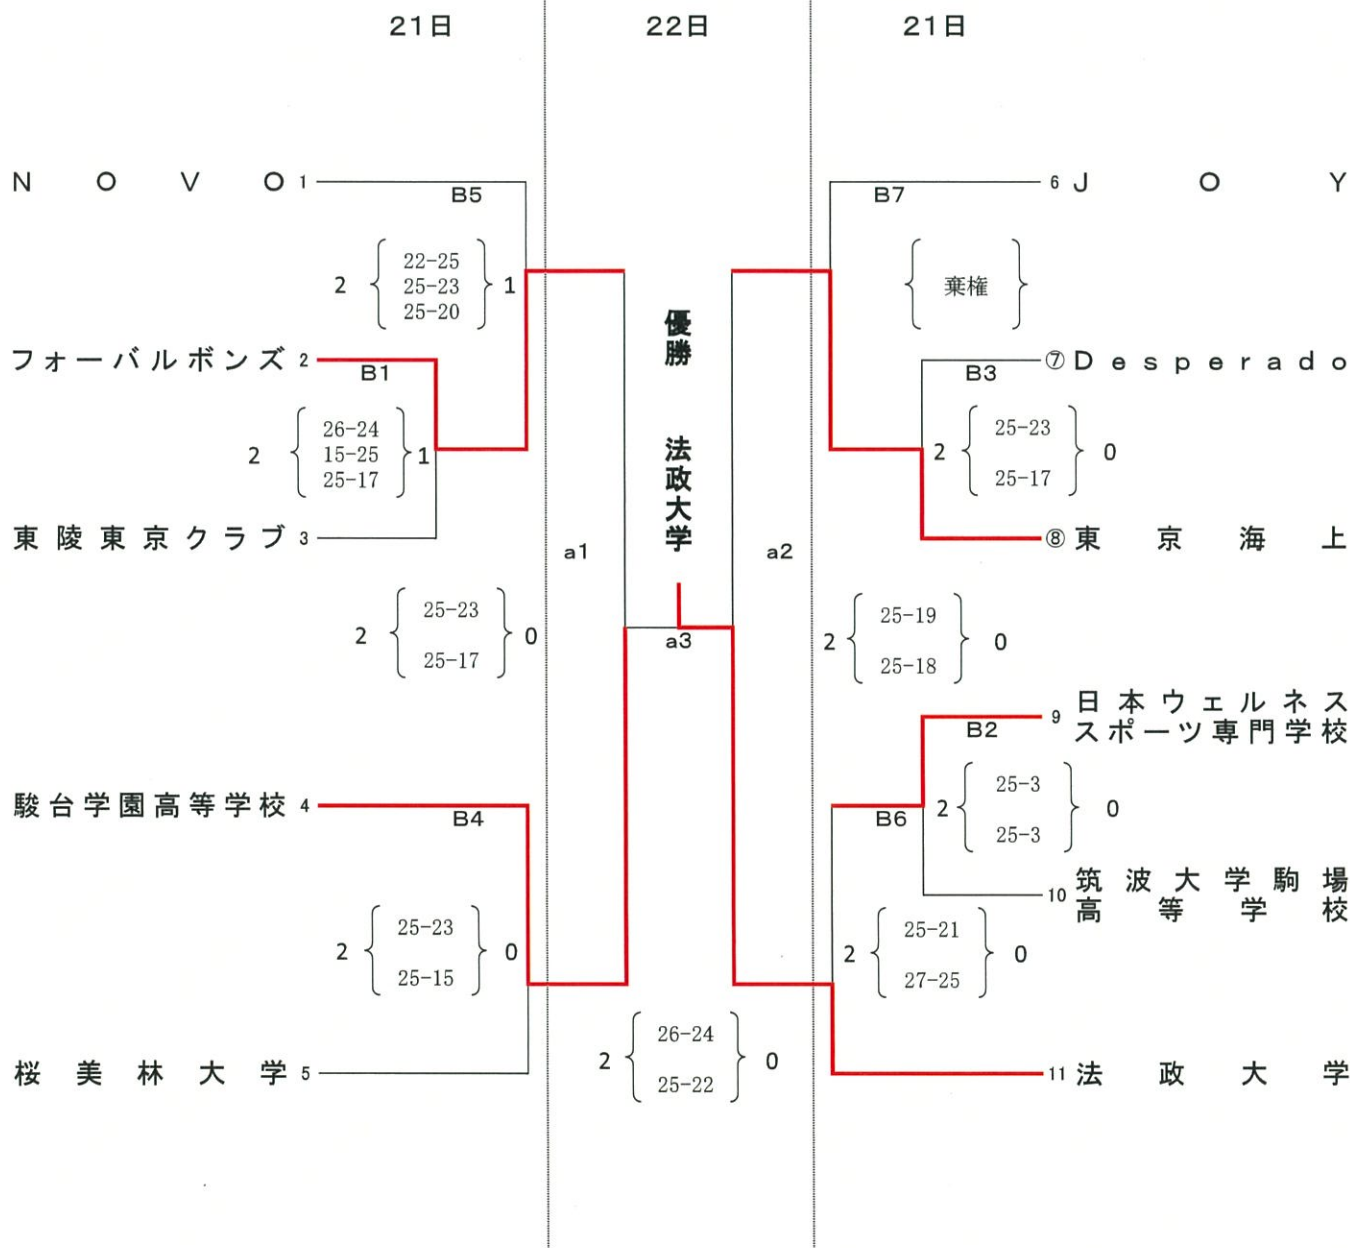 21日 22日 21日
NOVO 1
B5
2 22-25 1
25-23
25-20
フォーバルボンズ 2
B1
2 26-24 1
15-25
25-17
東陵東京クラブ 3
a1
2 25-23 0
25-17
駿台学園高等学校 4
B4
2 25-23 0
25-15
桜美林大学 5
優勝 法政大学
a3
2 26-24 0
25-22
6 JOY
B7
棄権
⑦ Desperado
B3
2 25-23 0
25-17
⑧ 東京海上
a2
2 25-19 0
25-18
9 日本ウェルネス
スポーツ専門学校
B2
2 25-3 0
25-3
10 筑波大学駒場
高等学校
B6
2 25-21 0
27-25
11 法政大学